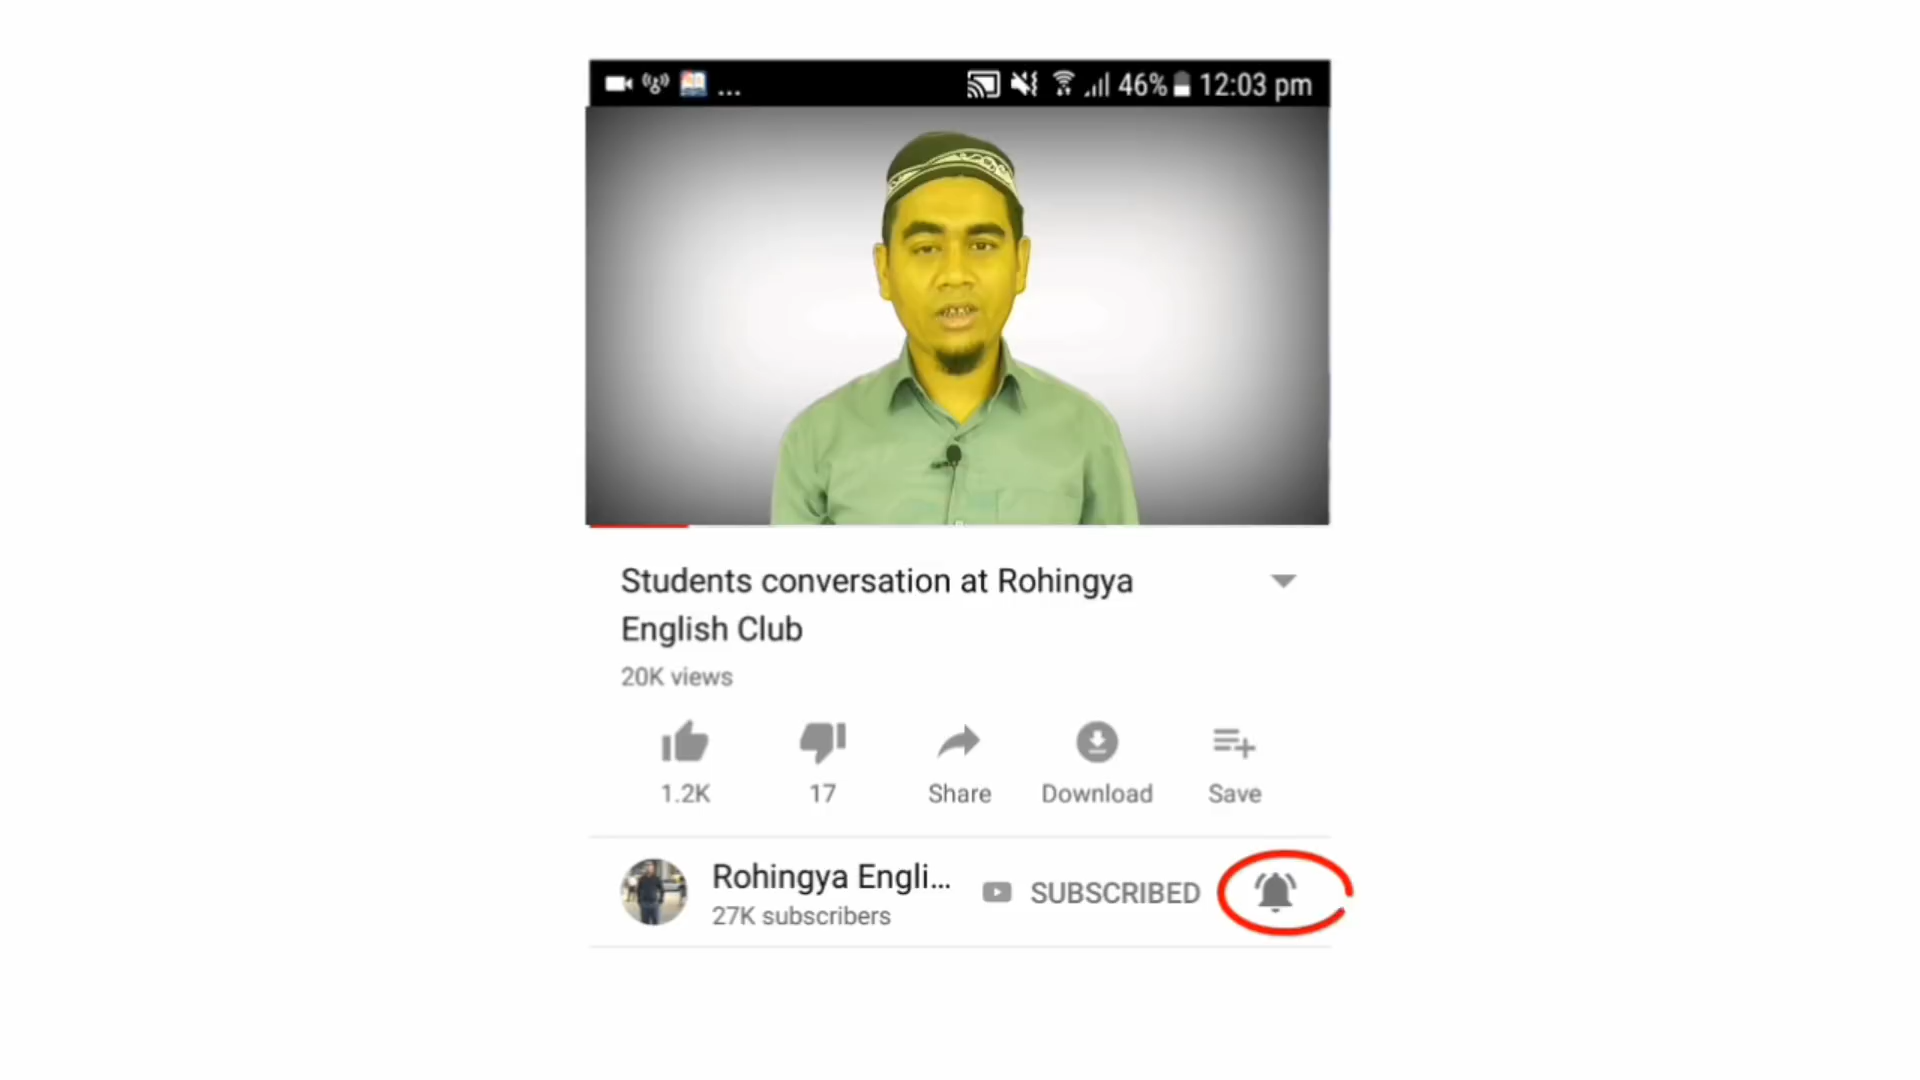 ... 46% 12:03 pm
Students conversation at Rohingya
English Club
20K views
1.2K 17 Share Download Save
Rohingya Engli... SUBSCRIBED
27K subscribers